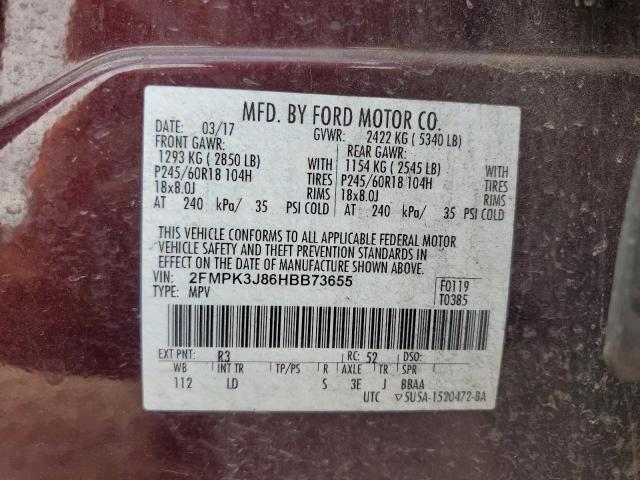 MFD. BY FORD MOTOR CO.
DATE: 03/17 GVWR: 2422 KG ( 5340 LB)
FRONT GAWR: REAR GAWR:
1293 KG ( 2850 LB) WITH 1154 KG ( 2545 LB) WITH
P245/60R18 104H TIRES P245/60R18 104H TIRES
18x8.0J RIMS 18x8.0J RIMS
AT 240 kPa/ 35 PSI COLD AT 240 kPa/ 35 PSI COLD
THIS VEHICLE CONFORMS TO ALL APPLICABLE FEDERAL MOTOR
VEHICLE SAFETY AND THEFT PREVENTION STANDARDS IN
EFFECT ON THE DATE OF MANUFACTURE SHOWN ABOVE.
VIN: 2FMPK3J86HBB73655 F0119
TYPE: MPV T0385
EXT PNT: R3 RC: 52 DSO:
WB INT TR TP/PS R AXLE TR SPR
112 LD S 3E J BBAA
UTC ▽5U5A-1520472-BA